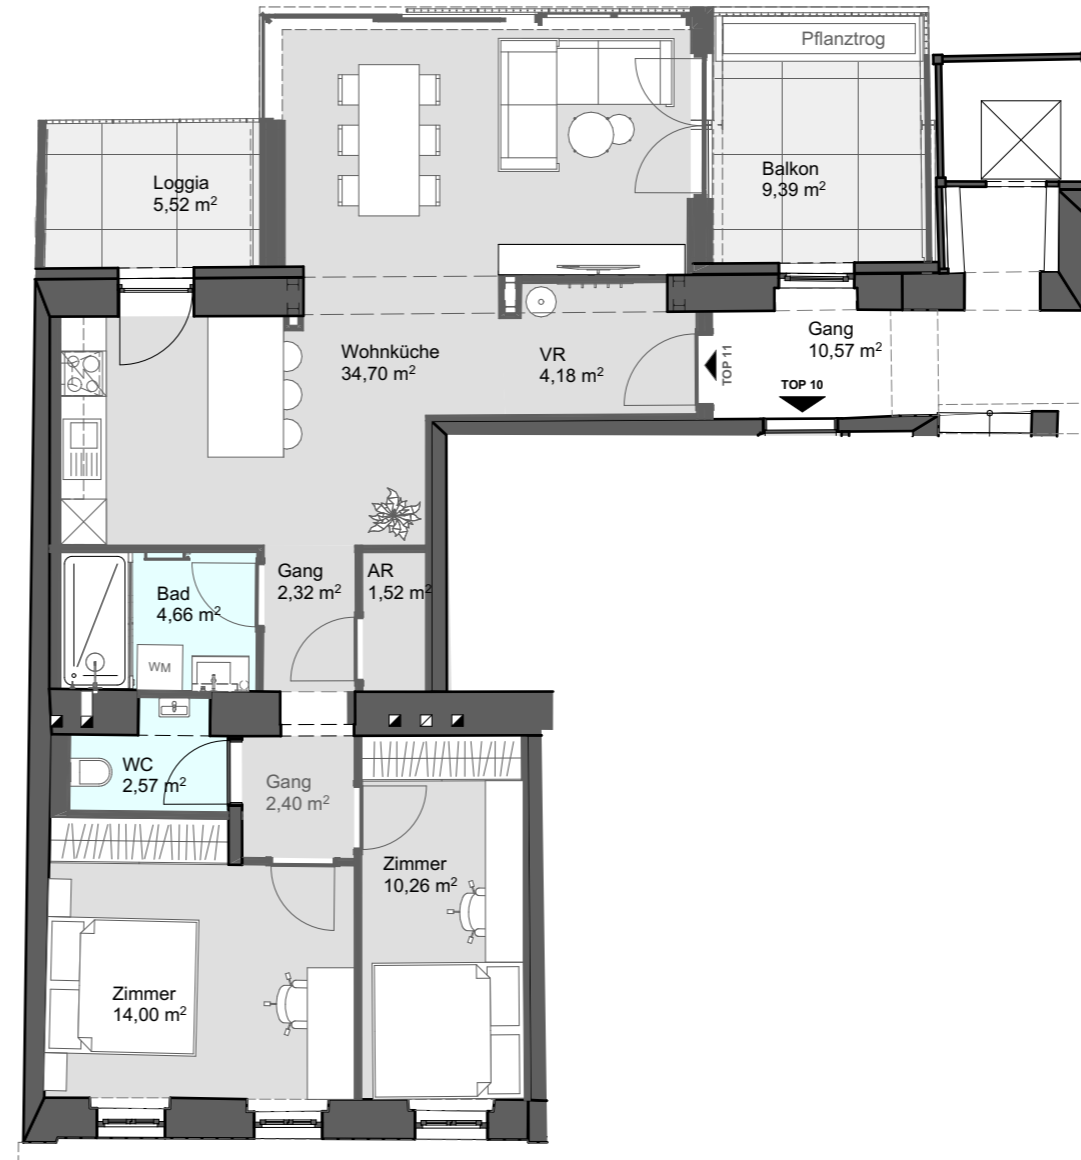 Pflanztrog
Loggia
5,52 m²
Balkon
9,39 m²
Wohnküche
34,70 m²
VR
4,18 m²
TOP 11
Gang
10,57 m²
TOP 10
Bad
4,66 m²
WM
Gang
2,32 m²
AR
1,52 m²
WC
2,57 m²
Gang
2,40 m²
Zimmer
10,26 m²
Zimmer
14,00 m²